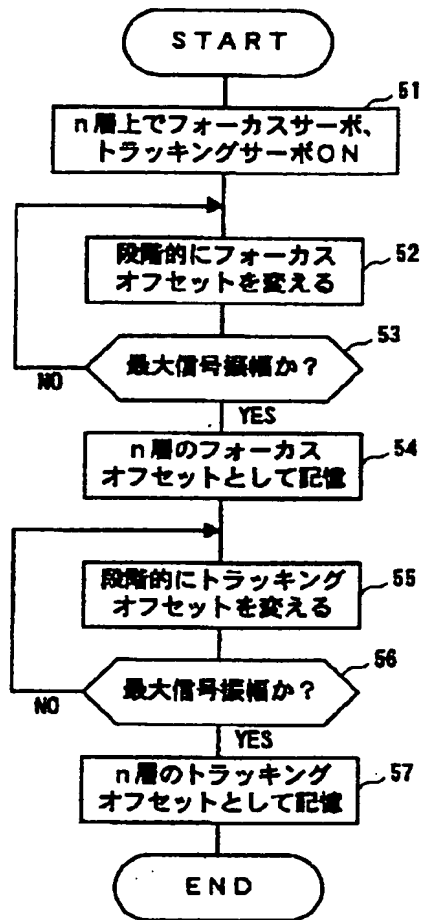 START
51
n層上でフォーカスサーボ、
トラッキングサーボON
段階的にフォーカス
オフセットを変える
52
最大信号振幅か？
53
NO
YES
n層のフォーカス
オフセットとして記憶
54
段階的にトラッキング
オフセットを変える
55
最大信号振幅か？
56
NO
YES
n層のトラッキング
オフセットとして記憶
57
END